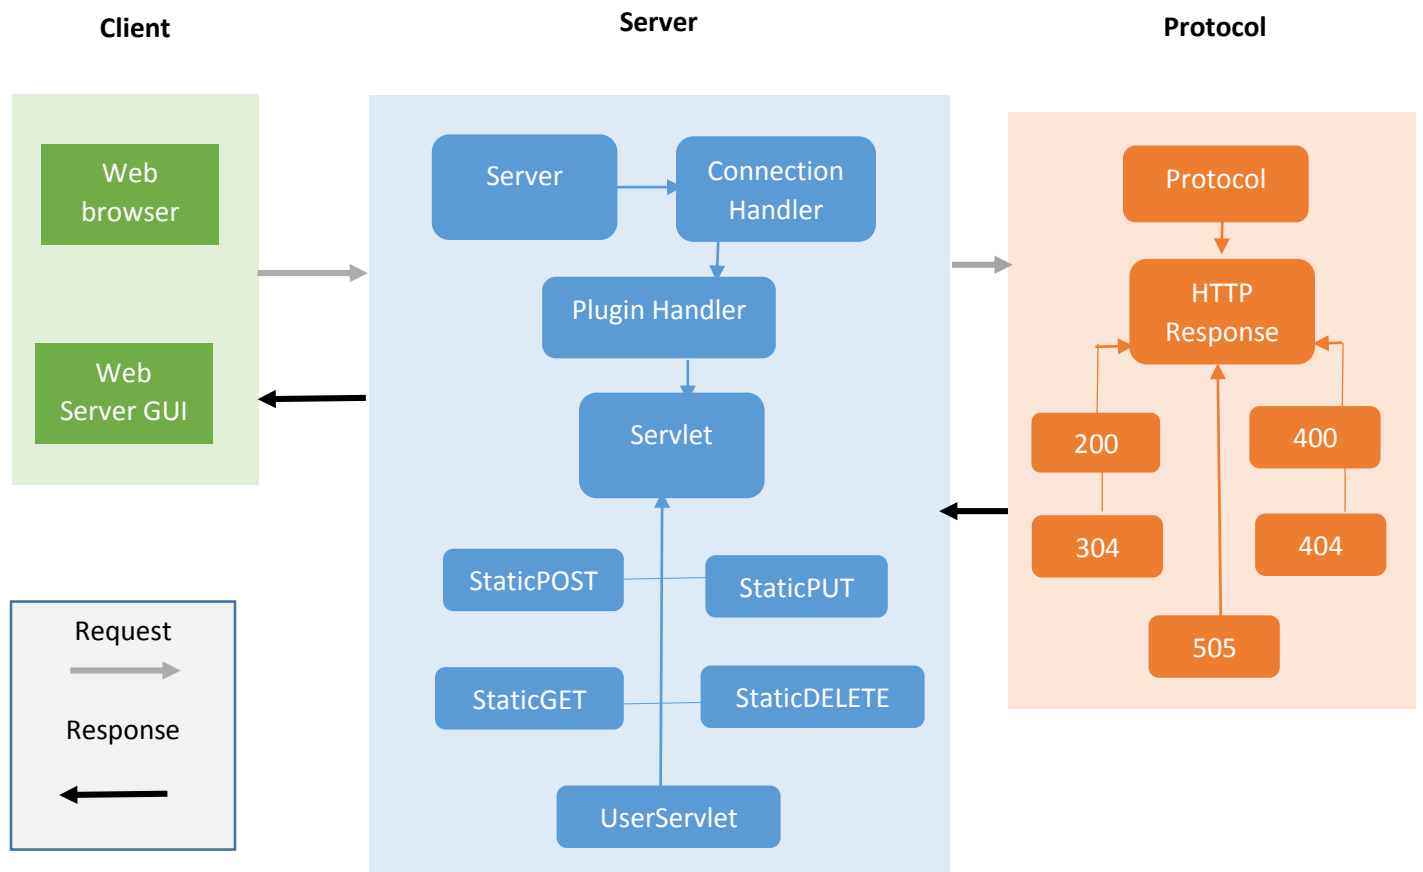 Client
Server
Protocol
Web
browser
Web
Server GUI
Request
Response
Server
Connection
Handler
Plugin Handler
Servlet
StaticPOST
StaticPUT
StaticGET
StaticDELETE
UserServlet
Protocol
HTTP
Response
200
400
304
404
505